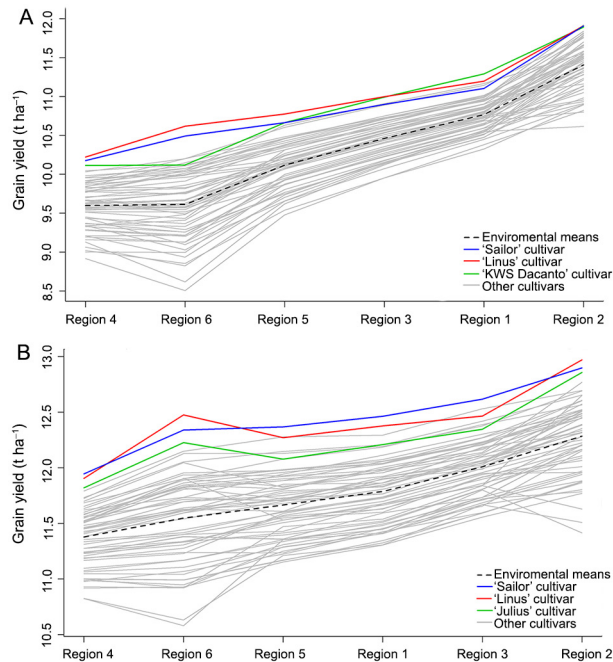 A
Grain yield (t ha⁻¹)
12.0
11.5
11.0
10.5
10.0
9.5
9.0
8.5
Enviromental means
‘Sailor’ cultivar
‘Linus’ cultivar
‘KWS Dacanto’ cultivar
Other cultivars
Region 4 Region 6 Region 5 Region 3 Region 1 Region 2
B
Grain yield (t ha⁻¹)
13.0
12.5
12.0
11.5
11.0
10.5
Enviromental means
‘Sailor’ cultivar
‘Linus’ cultivar
‘Julius’ cultivar
Other cultivars
Region 4 Region 6 Region 5 Region 1 Region 3 Region 2